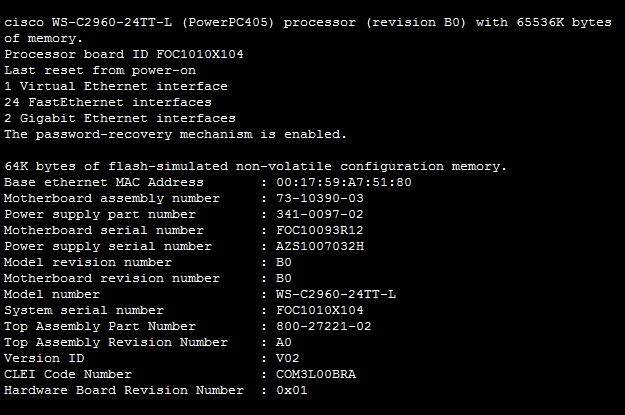 cisco WS-C2960-24TT-L (PowerPC405) processor (revision B0) with 65536K bytes
of memory.
Processor board ID FOC1010X104
Last reset from power-on
1 Virtual Ethernet interface
24 FastEthernet interfaces
2 Gigabit Ethernet interfaces
The password-recovery mechanism is enabled.

64K bytes of flash-simulated non-volatile configuration memory.
Base ethernet MAC Address       : 00:17:59:A7:51:80
Motherboard assembly number     : 73-10390-03
Power supply part number        : 341-0097-02
Motherboard serial number       : FOC10093R12
Power supply serial number      : AZS1007032H
Model revision number           : B0
Motherboard revision number     : B0
Model number                    : WS-C2960-24TT-L
System serial number            : FOC1010X104
Top Assembly Part Number        : 800-27221-02
Top Assembly Revision Number    : A0
Version ID                      : V02
CLEI Code Number                : COM3L00BRA
Hardware Board Revision Number  : 0x01